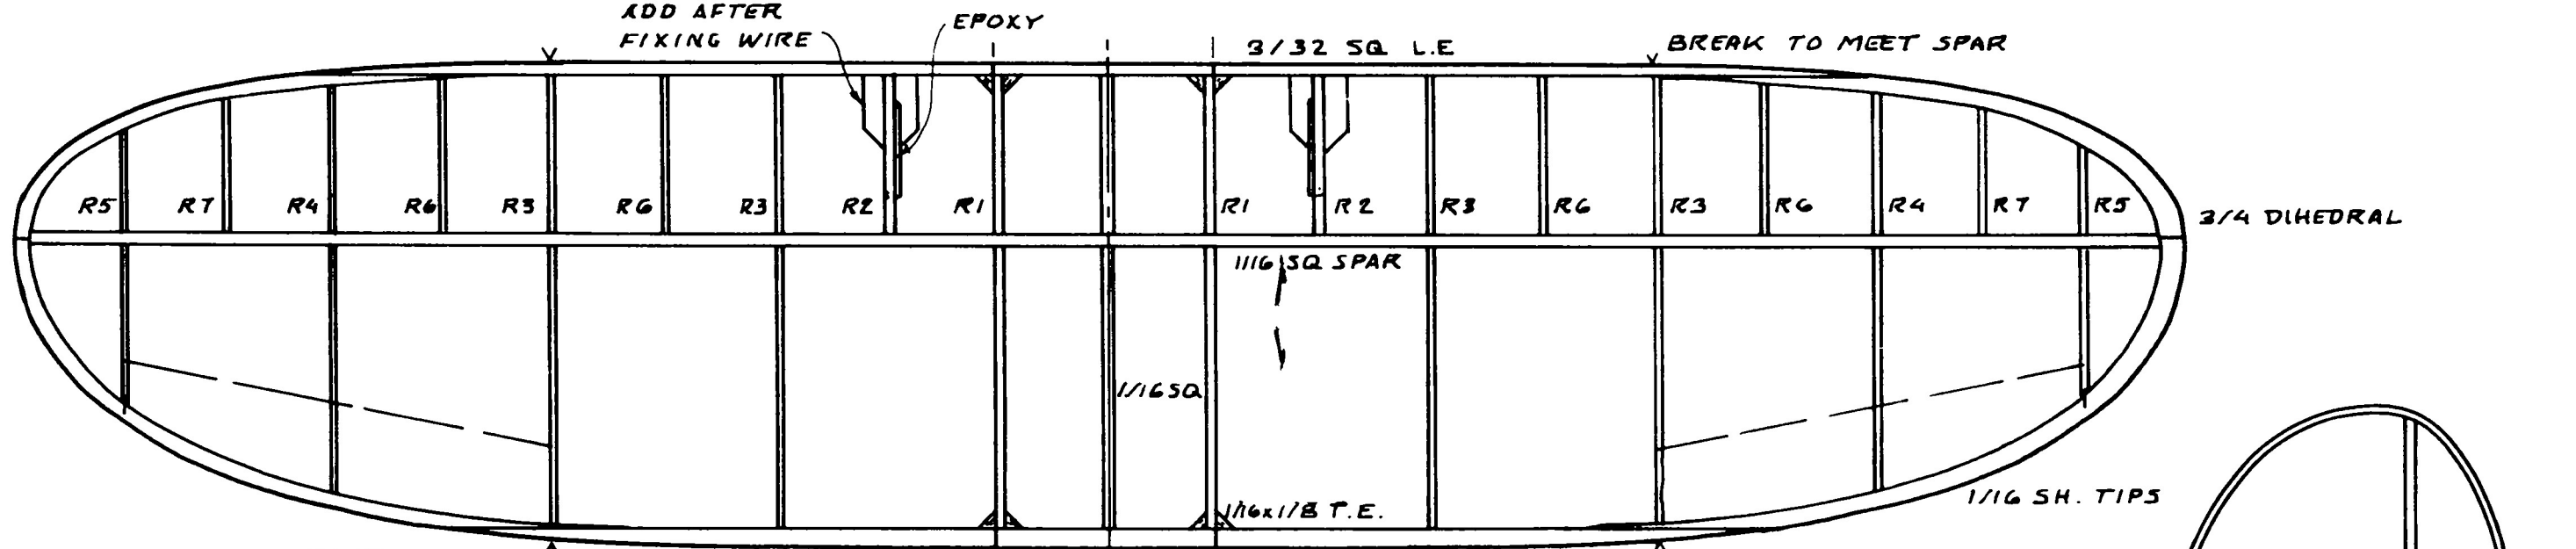 ADD AFTER
FIXING WIRE
EPOXY
3/32 SQ L.E
BREAK TO MEET SPAR
R5 R7 R4 R6 R3 R6 R3 R2 R1 R1 R2 R3 R6 R3 R6 R4 R7 R5
3/4 DIHEDRAL
1/16 SQ SPAR
1/16 SQ
1/16x1/8 T.E.
1/16 SH. TIPS